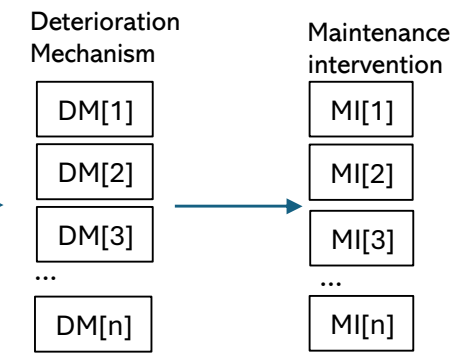 Deterioration
Mechanism
DM[1]
DM[2]
DM[3]
...
DM[n]
Maintenance
intervention
MI[1]
MI[2]
MI[3]
...
MI[n]